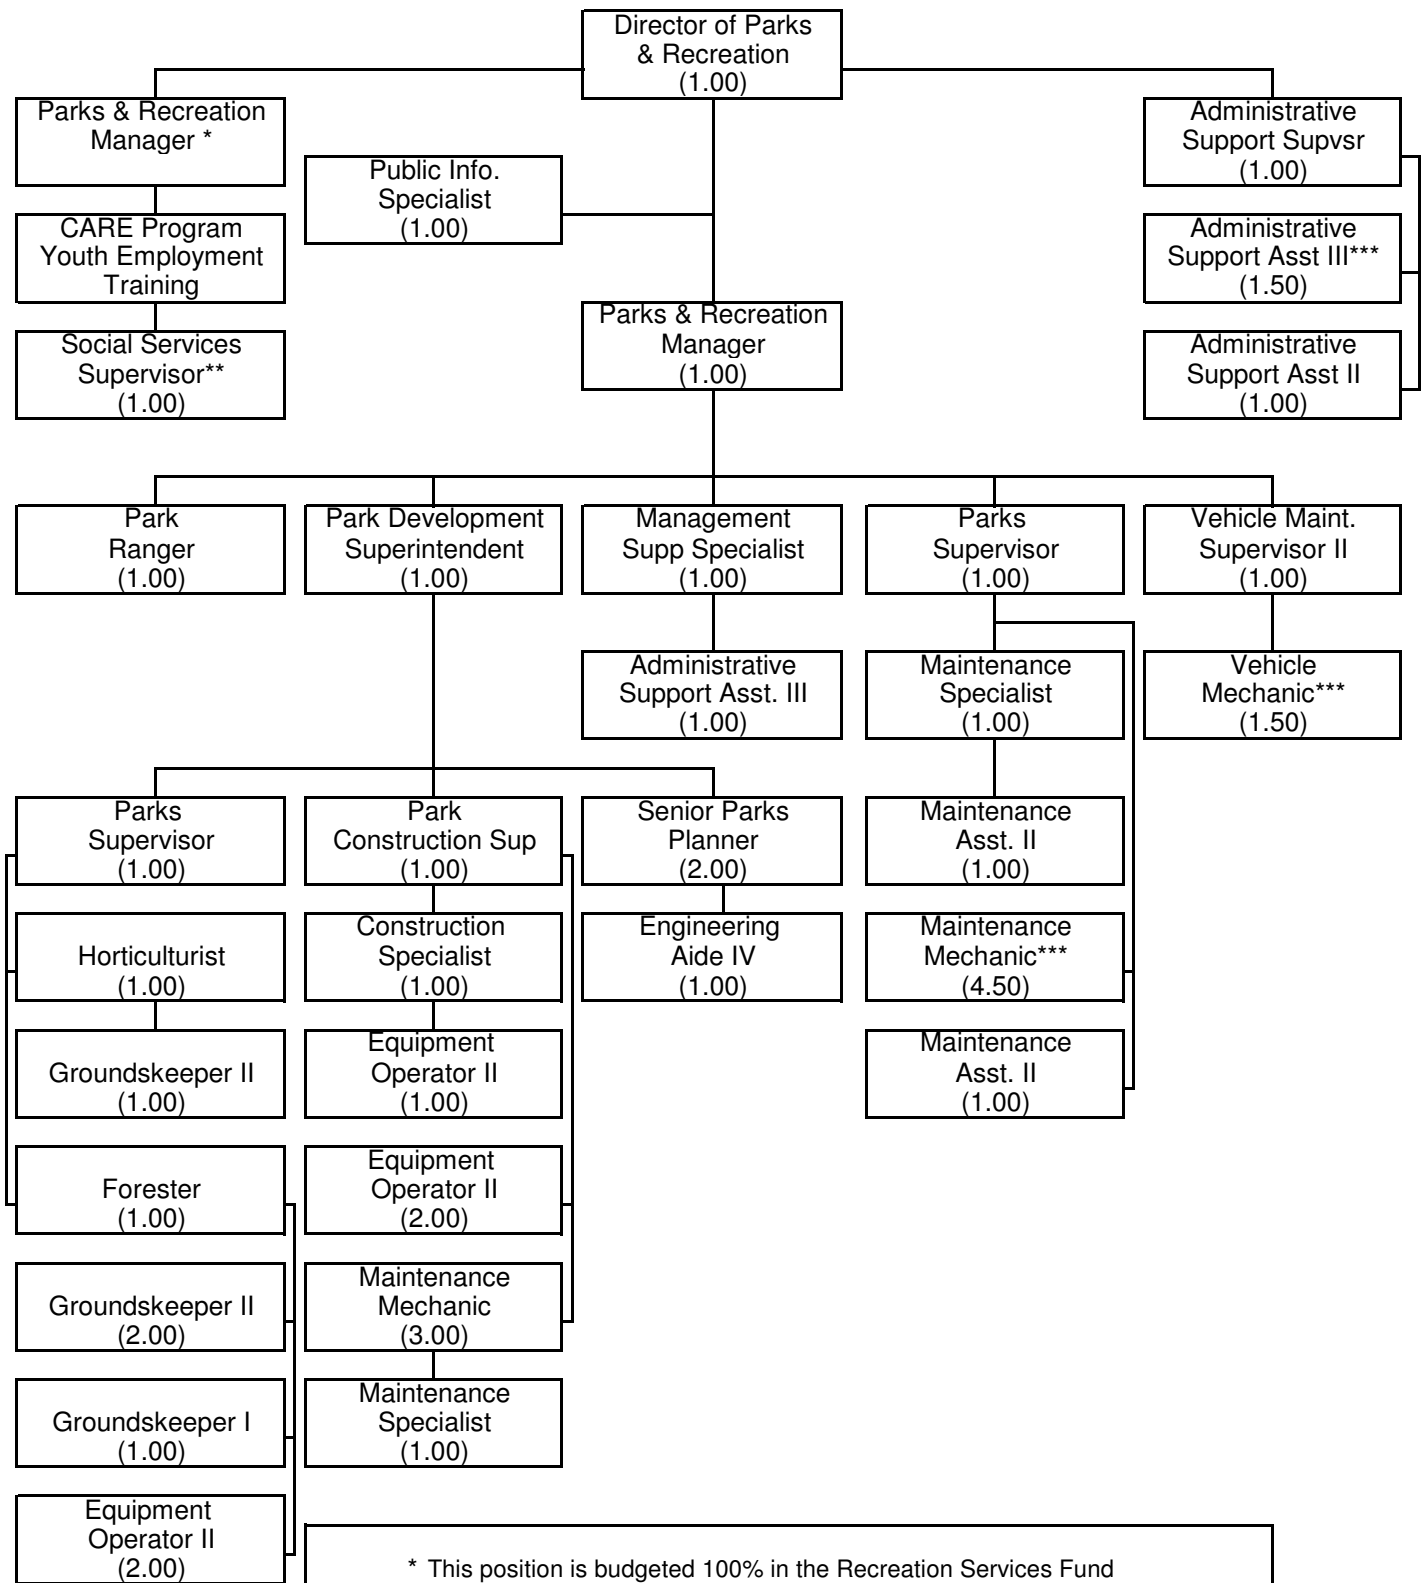 Director of Parks
& Recreation
(1.00)
Parks & Recreation
Manager *
Public Info.
Specialist
(1.00)
Administrative
Support Supvsr
(1.00)
CARE Program
Youth Employment
Training
Administrative
Support Asst III***
(1.50)
Parks & Recreation
Manager
(1.00)
Social Services
Supervisor**
(1.00)
Administrative
Support Asst II
(1.00)
Park
Ranger
(1.00)
Park Development
Superintendent
(1.00)
Management
Supp Specialist
(1.00)
Parks
Supervisor
(1.00)
Vehicle Maint.
Supervisor II
(1.00)
Administrative
Support Asst. III
(1.00)
Maintenance
Specialist
(1.00)
Vehicle
Mechanic***
(1.50)
Parks
Supervisor
(1.00)
Park
Construction Sup
(1.00)
Senior Parks
Planner
(2.00)
Maintenance
Asst. II
(1.00)
Horticulturist
(1.00)
Construction
Specialist
(1.00)
Engineering
Aide IV
(1.00)
Maintenance
Mechanic***
(4.50)
Groundskeeper II
(1.00)
Equipment
Operator II
(1.00)
Maintenance
Asst. II
(1.00)
Forester
(1.00)
Equipment
Operator II
(2.00)
Groundskeeper II
(2.00)
Maintenance
Mechanic
(3.00)
Groundskeeper I
(1.00)
Maintenance
Specialist
(1.00)
Equipment
Operator II
(2.00)
* This position is budgeted 100% in the Recreation Services Fund